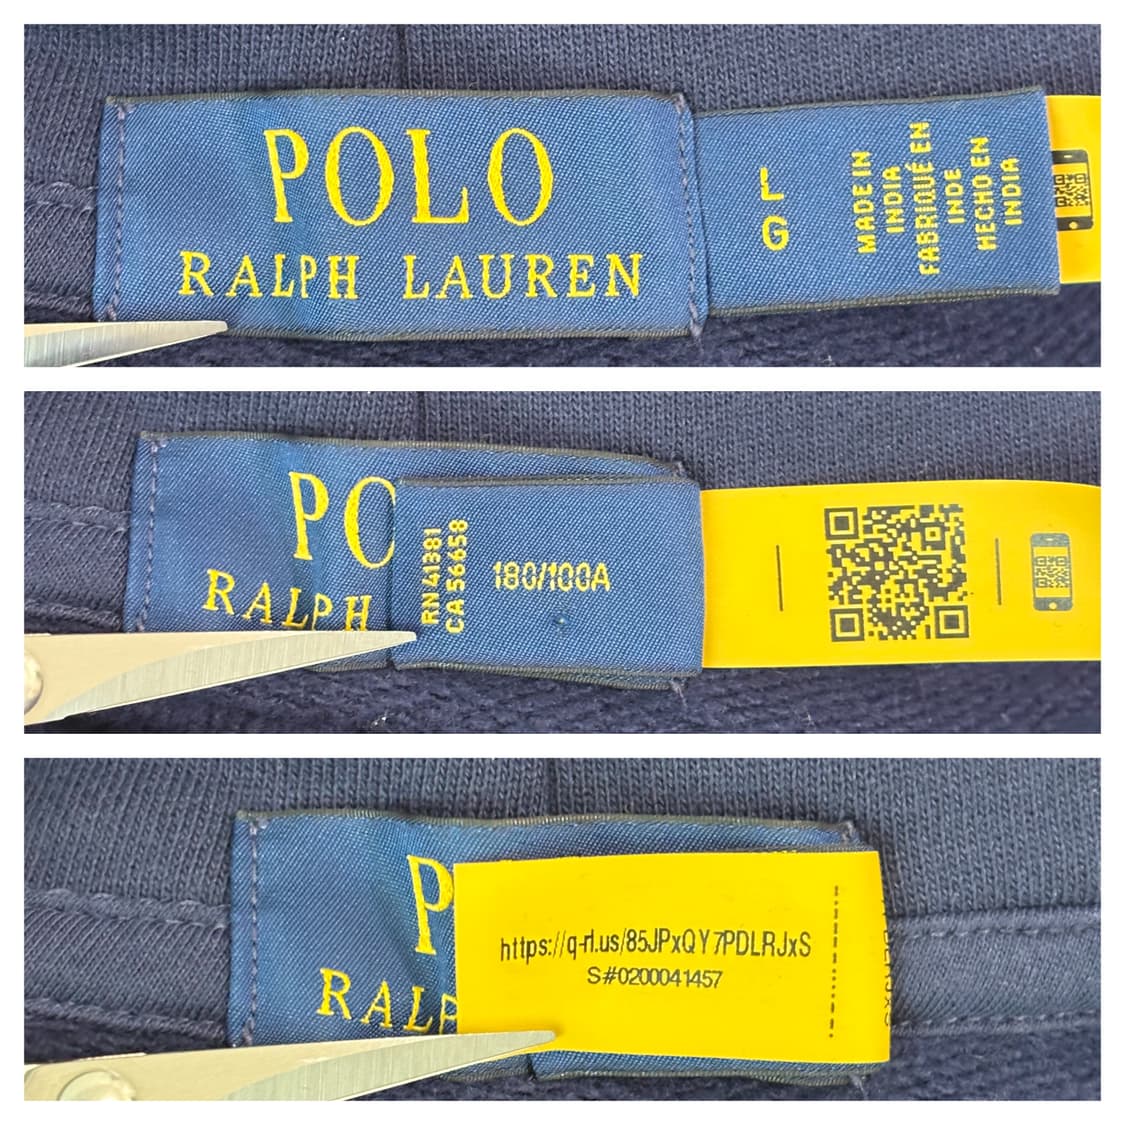 POLO
RALPH LAUREN
L
G
MADE IN
INDIA
FABRIQUÉ EN
INDE
HECHO EN
INDIA
PO
RALPH
RN 41381
CA 56658
180/100A
P
RALP
https://q-rl.us/85JPxQY7PDLRJxS
S#0200041457